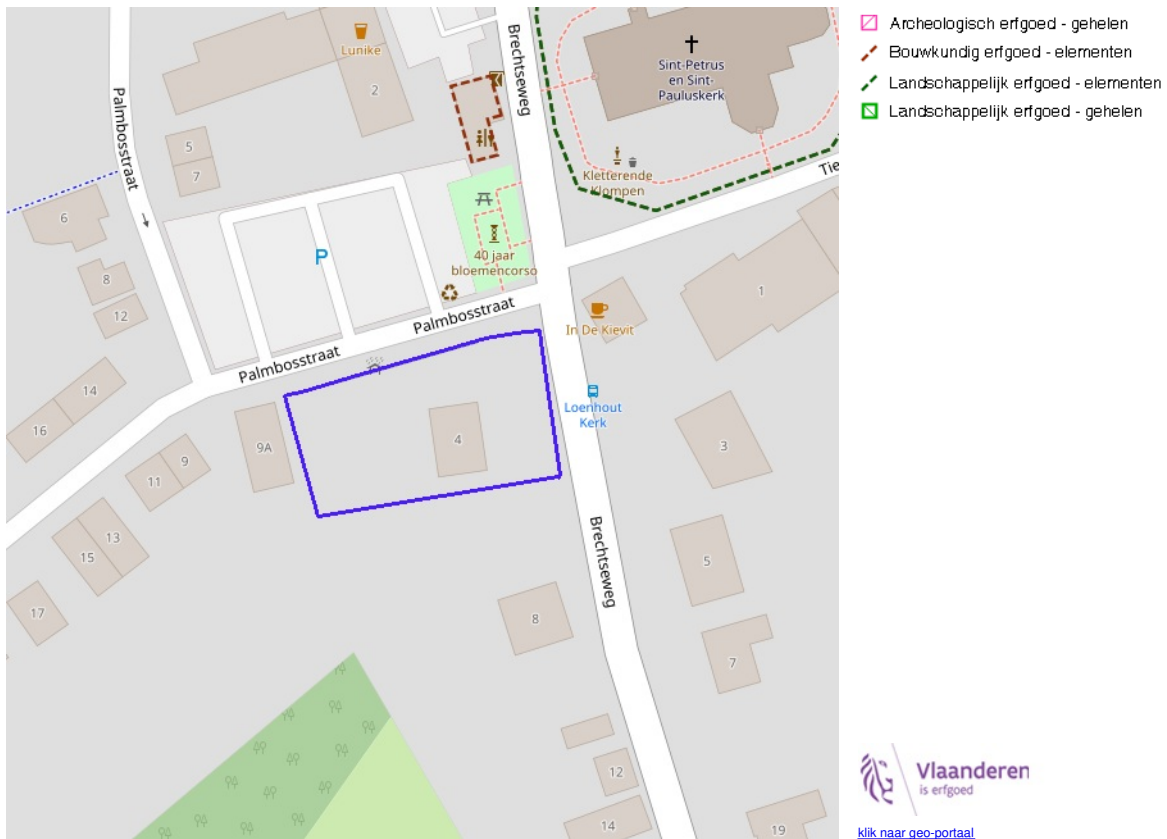 Lunike
2
Brechtseweg
Sint-Petrus
en Sint-
Pauluskerk
Palmbosstraat
5
7
Kletterende
Klompen
Tie
6
8
12
P
40 jaar
bloemencorso
1
In De Kievit
Palmbosstraat
Palmbosstraat
14
16
Loenhout
Kerk
9A
4
3
9
11
13
15
5
Brechtseweg
17
8
7
12
14
19
Archeologisch erfgoed - gehelen
Bouwkundig erfgoed - elementen
Landschappelijk erfgoed - elementen
Landschappelijk erfgoed - gehelen
Vlaanderen
is erfgoed
klik naar geo-portaal